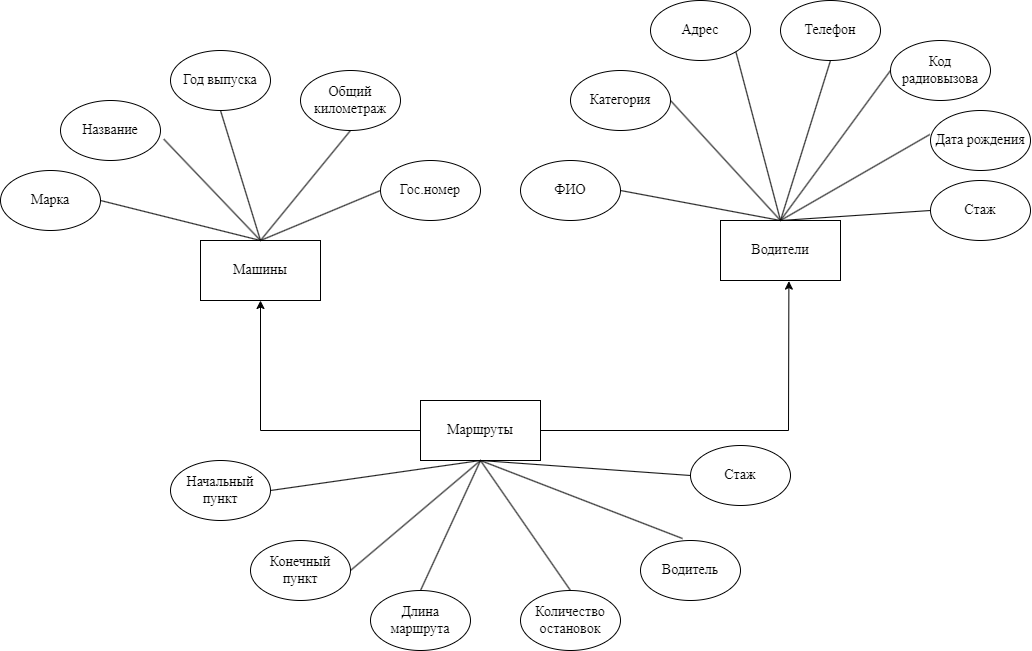 Адрес
Телефон
Код
радиовызова
Год выпуска
Общий
километраж
Категория
Название
Дата рождения
Марка
Гос.номер
ФИО
Стаж
Машины
Водители
Маршруты
Начальный
пункт
Стаж
Конечный
пункт
Водитель
Длина
маршрута
Количество
остановок